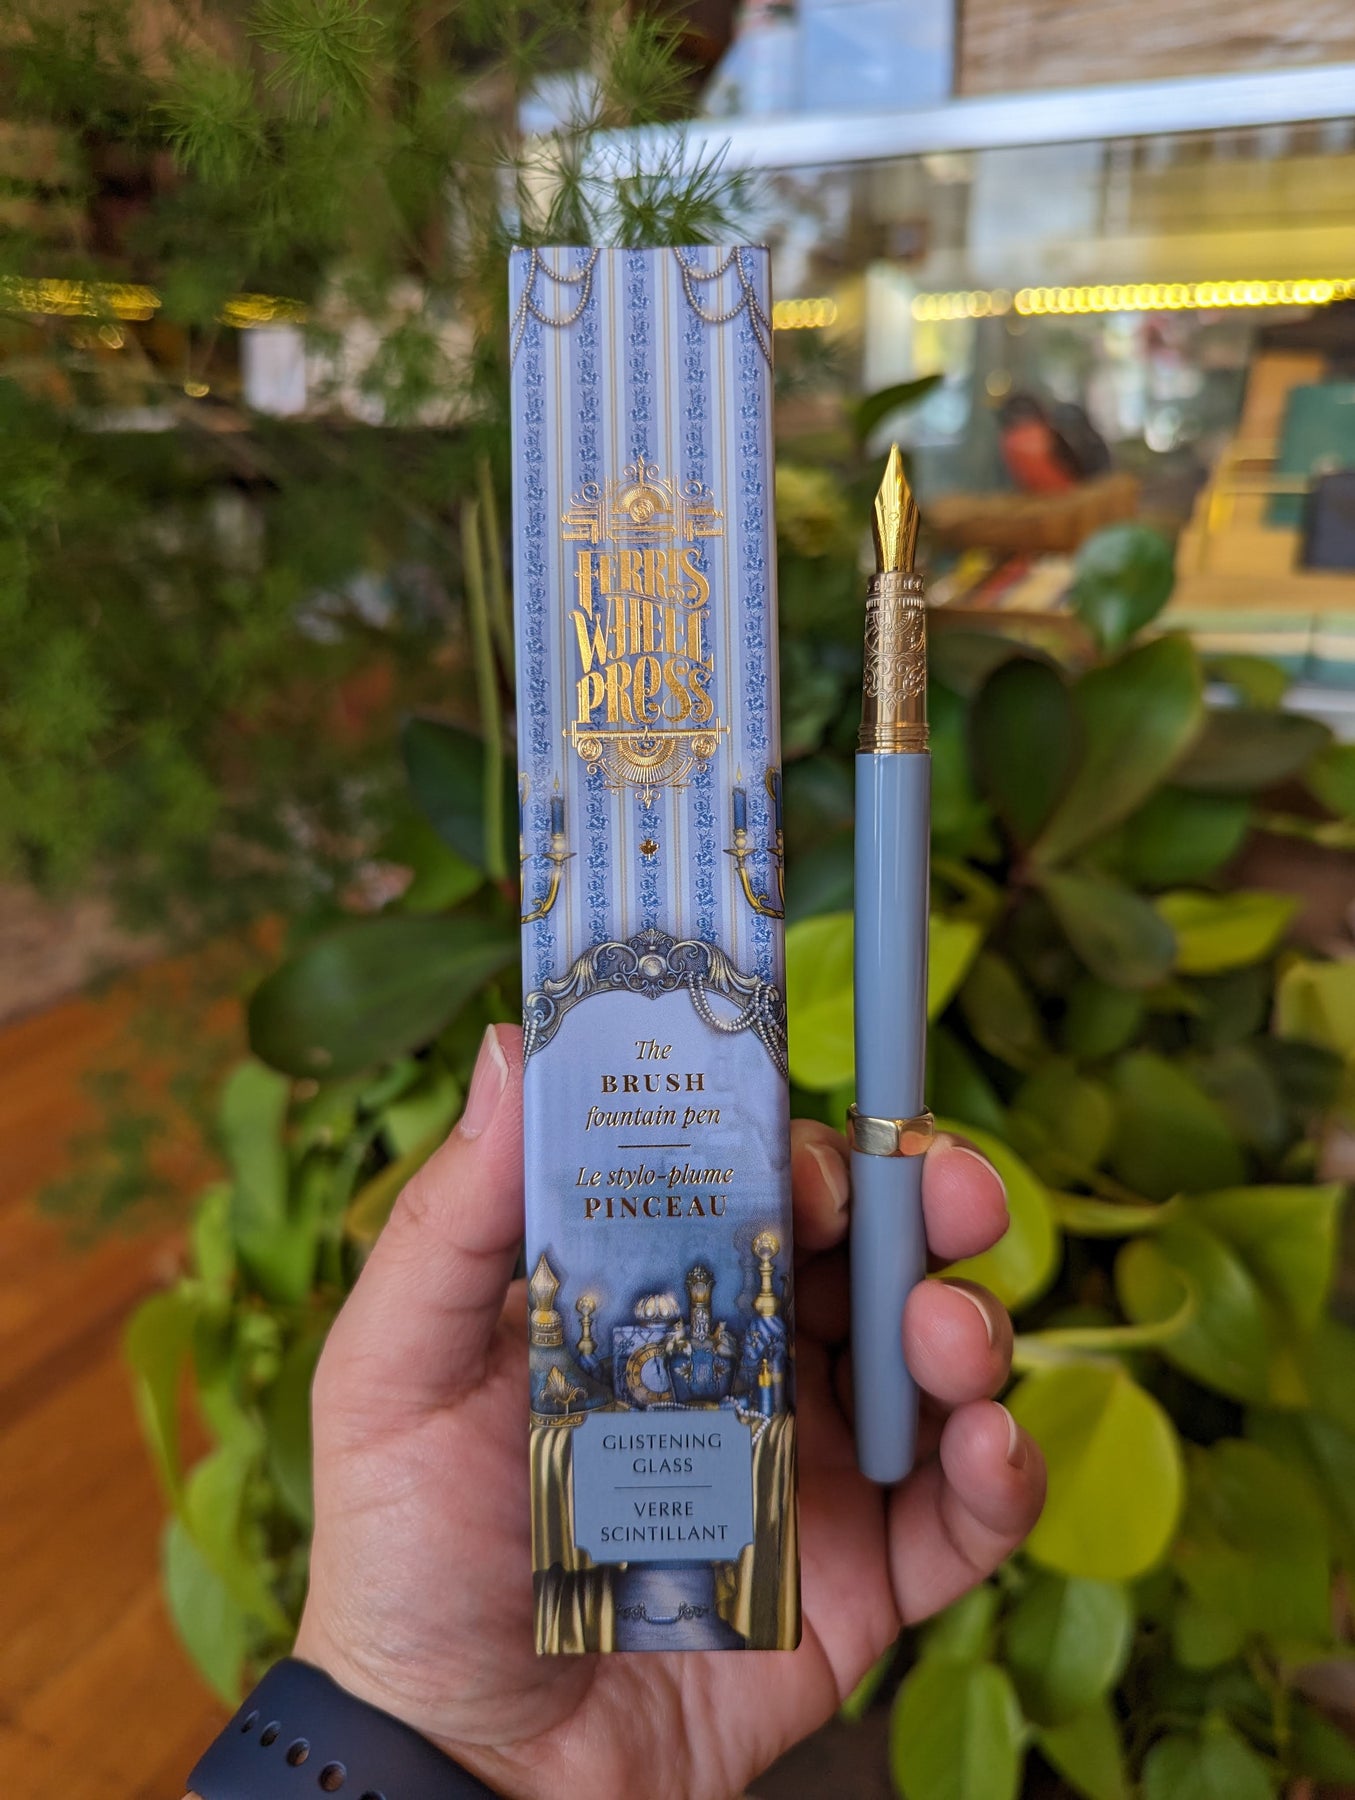 FERRIS
WHEEL
PRESS
The
BRUSH
fountain pen
Le stylo-plume
PINCEAU
GLISTENING
GLASS
VERRE
SCINTILLANT